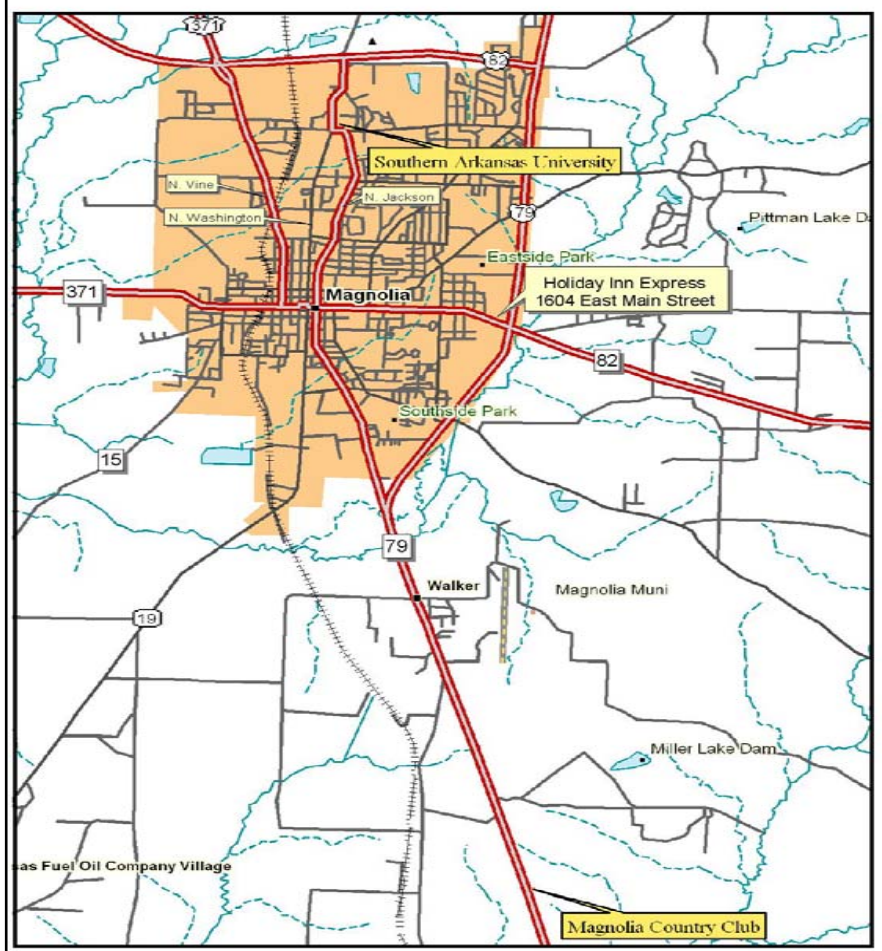 371
82
Southern Arkansas University
N. Vine
N. Jackson
N. Washington
79
Pittman Lake Da
Eastside Park
Holiday Inn Express
1604 East Main Street
371
Magnolia
82
Southside Park
15
79
Walker
Magnolia Muni
19
Miller Lake Dam
sas Fuel Oil Company Village
Magnolia Country Club